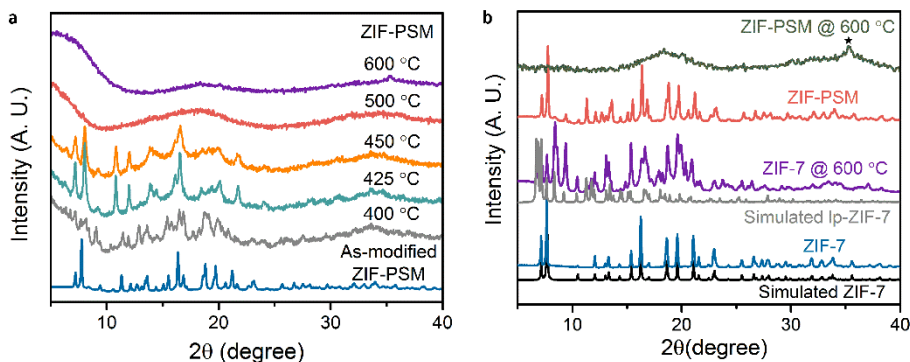 a
Intensity (A. U.)
ZIF-PSM
600 °C
500 °C
450 °C
425 °C
400 °C
As-modified
ZIF-PSM
10 20 30 40
2θ (degree)
b
Intensity (A. U.)
ZIF-PSM @ 600 °C
★
ZIF-PSM
ZIF-7 @ 600 °C
Simulated lp-ZIF-7
ZIF-7
Simulated ZIF-7
10 20 30 40
2θ(degree)